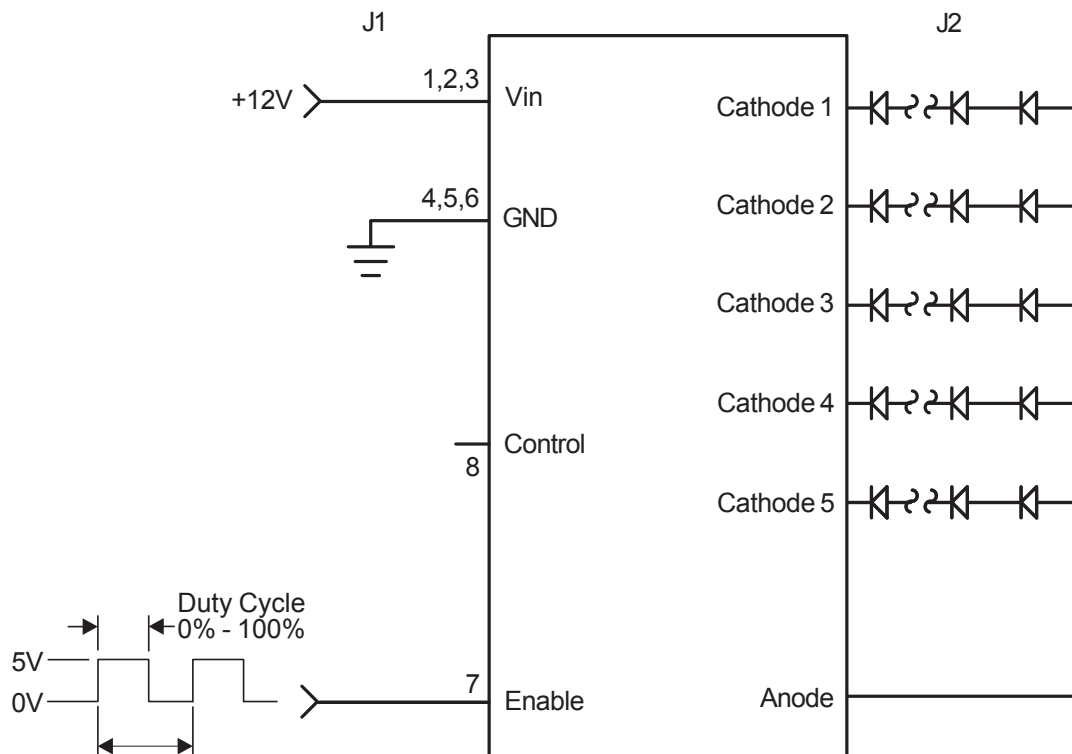 J1
J2
1,2,3
+12V
Vin
Cathode 1
4,5,6
GND
Cathode 2
Cathode 3
Cathode 4
Control
8
Cathode 5
Duty Cycle
0% - 100%
5V
0V
7
Enable
Anode